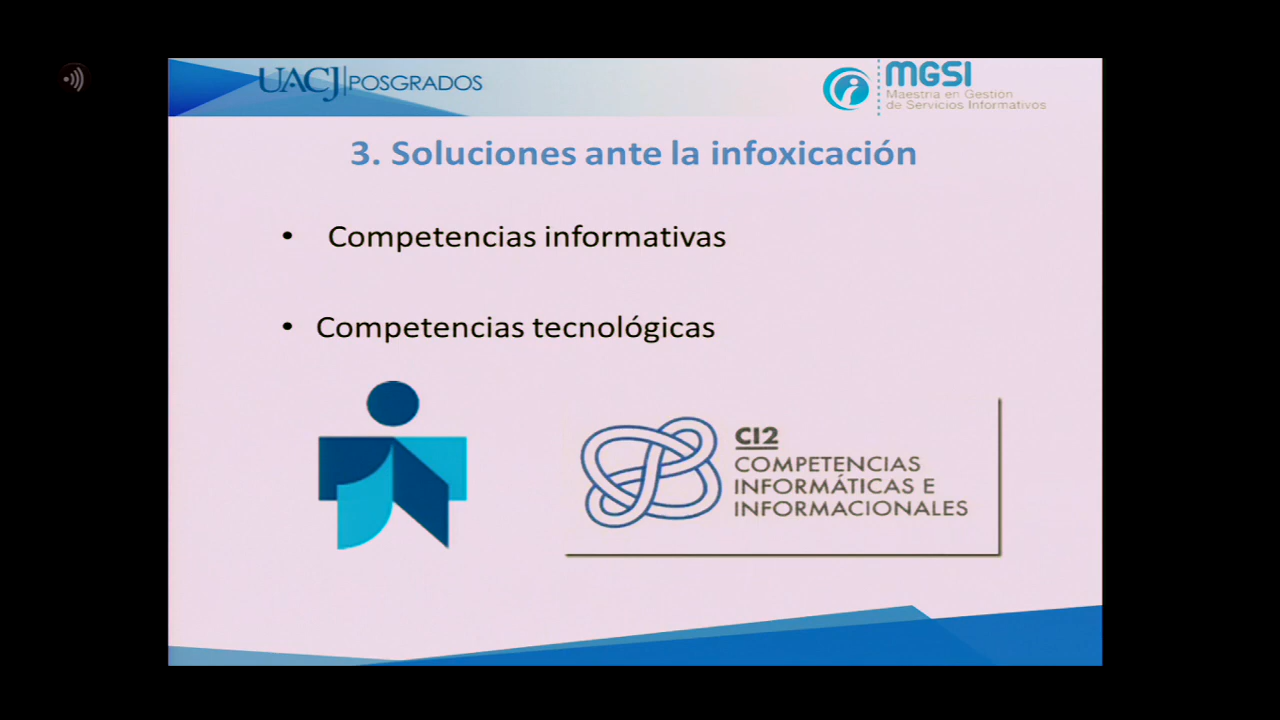 UACJ|POSGRADOS
MGSI
Maestría en Gestión
de Servicios Informativos
3. Soluciones ante la infoxicación
• Competencias informativas
• Competencias tecnológicas
CI2
COMPETENCIAS
INFORMÁTICAS E
INFORMACIONALES